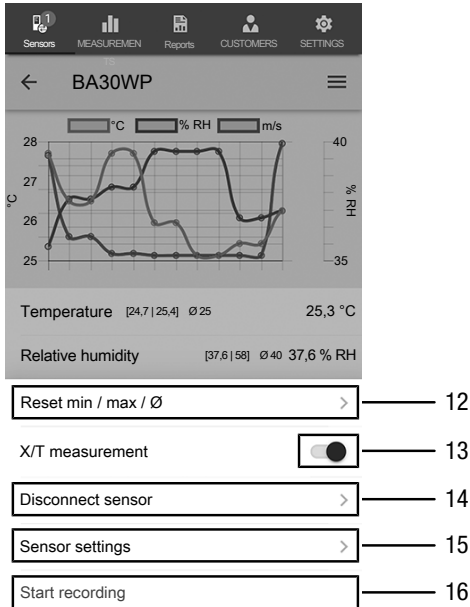 1
Sensors MEASUREMEN Reports CUSTOMERS SETTINGS
TS
BA30WP
°C % RH m/s
28 40
27
°C % RH
26
25 35
Temperature [24,7 | 25,4] Ø 25 25,3 °C
Relative humidity [37,6 | 58] Ø 40 37,6 % RH
Reset min / max / Ø 12
X/T measurement 13
Disconnect sensor 14
Sensor settings 15
Start recording 16